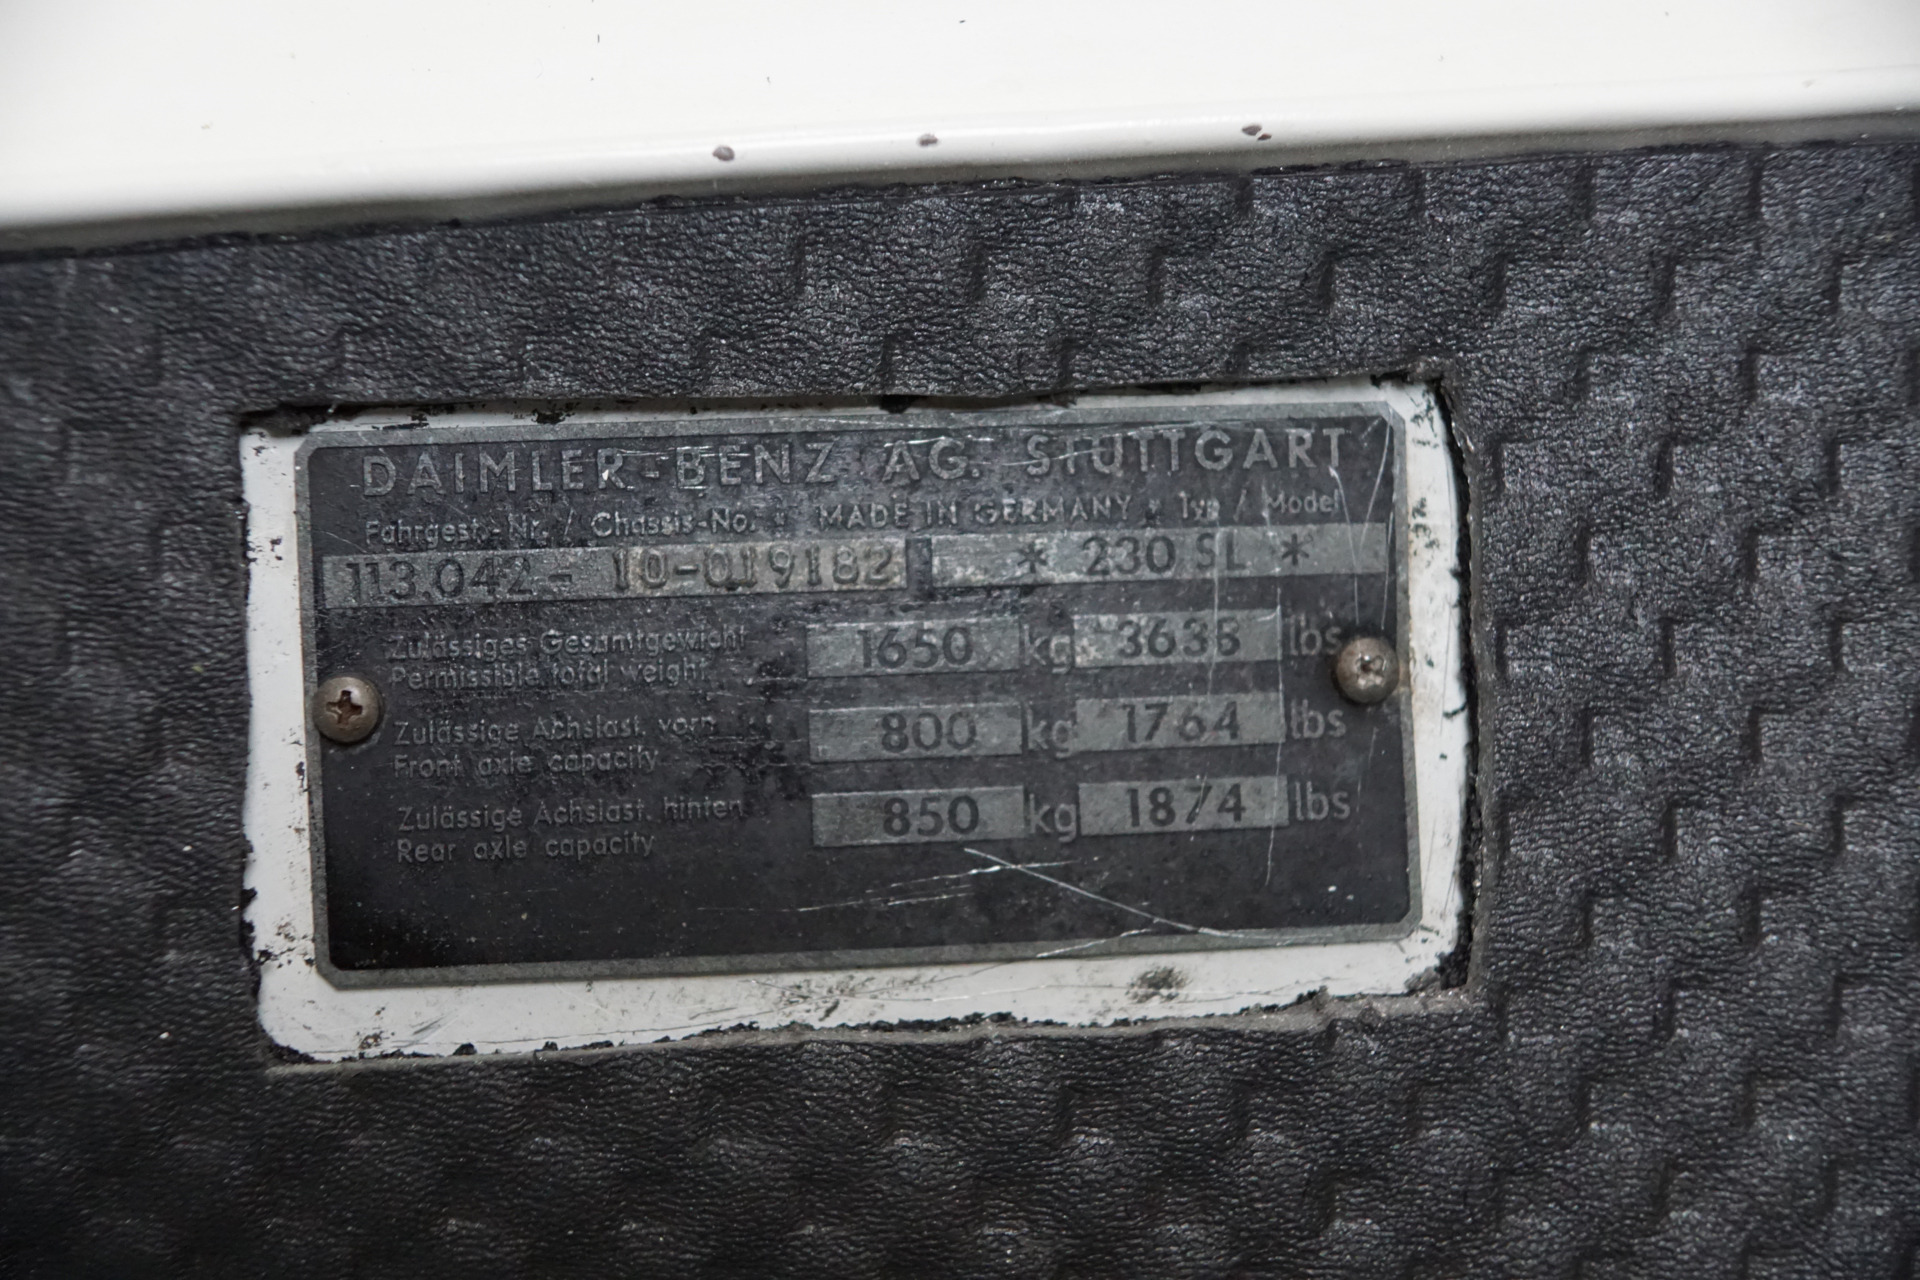 DAIMLER-BENZ AG. STUTTGART
Fahrgest.-Nr. / Chassis-No. * MADE IN GERMANY * Typ / Model
113.042- 10-019182 * 230 SL *
Zulässiges Gesamtgewicht 1650 kg 3638 lbs
Permissible total weight
Zulässige Achslast. vorn 800 kg 1764 lbs
Front axle capacity
Zulässige Achslast. hinten 850 kg 1874 lbs
Rear axle capacity